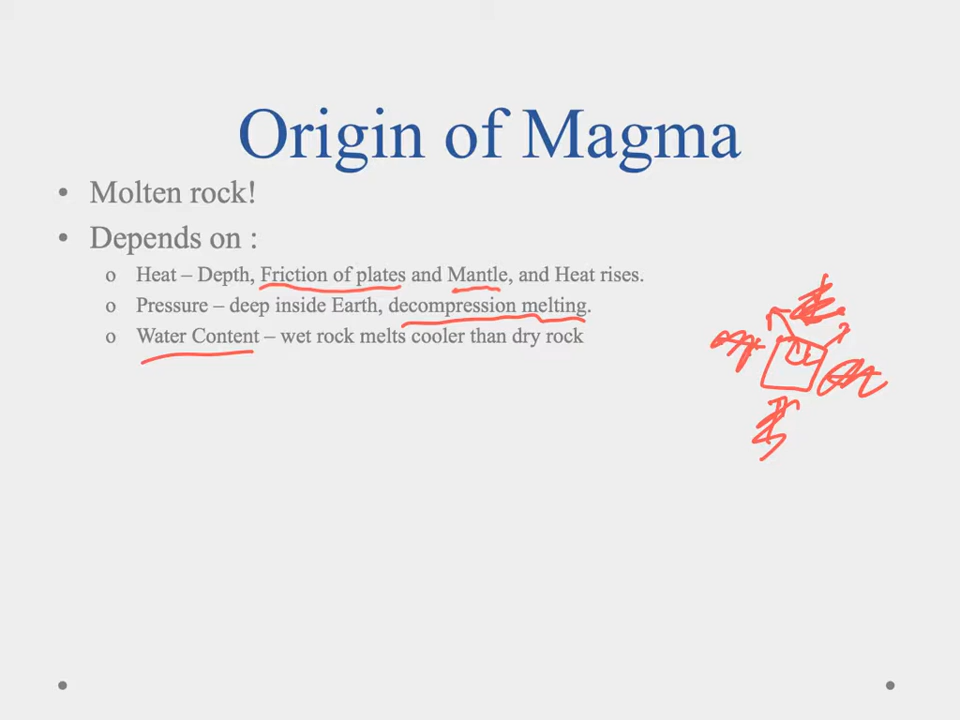 Origin of Magma
• Molten rock!
• Depends on :
o Heat – Depth, Friction of plates and Mantle, and Heat rises.
o Pressure – deep inside Earth, decompression melting.
o Water Content – wet rock melts cooler than dry rock